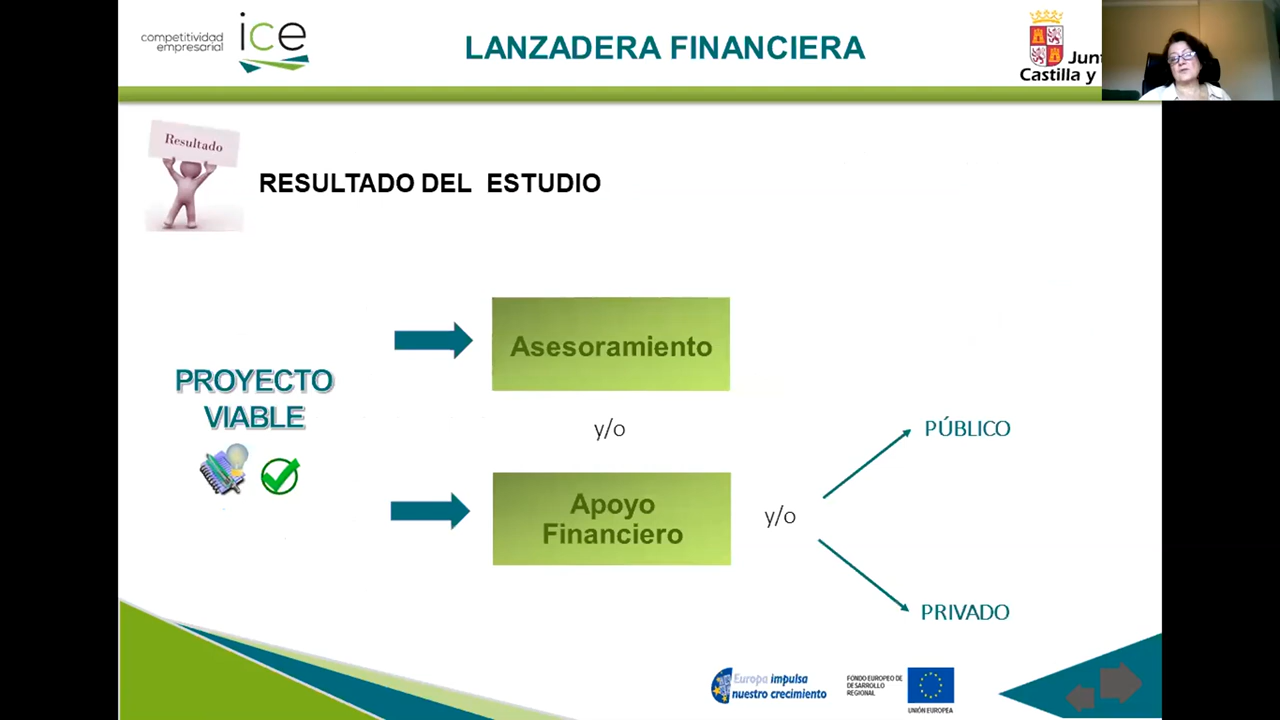 competitividad
empresarial
ice
LANZADERA FINANCIERA
Junt
Castilla y
Resultado
RESULTADO DEL ESTUDIO
Asesoramiento
PROYECTO
VIABLE
y/o
PÚBLICO
Apoyo
Financiero
y/o
PRIVADO
Europa impulsa
nuestro crecimiento
FONDO EUROPEO DE
DESARROLLO
REGIONAL
UNIÓN EUROPEA